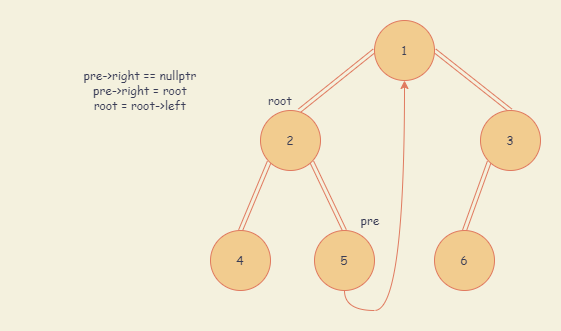 1
pre->right == nullptr
pre->right = root
root = root->left
root
2
3
pre
4
5
6